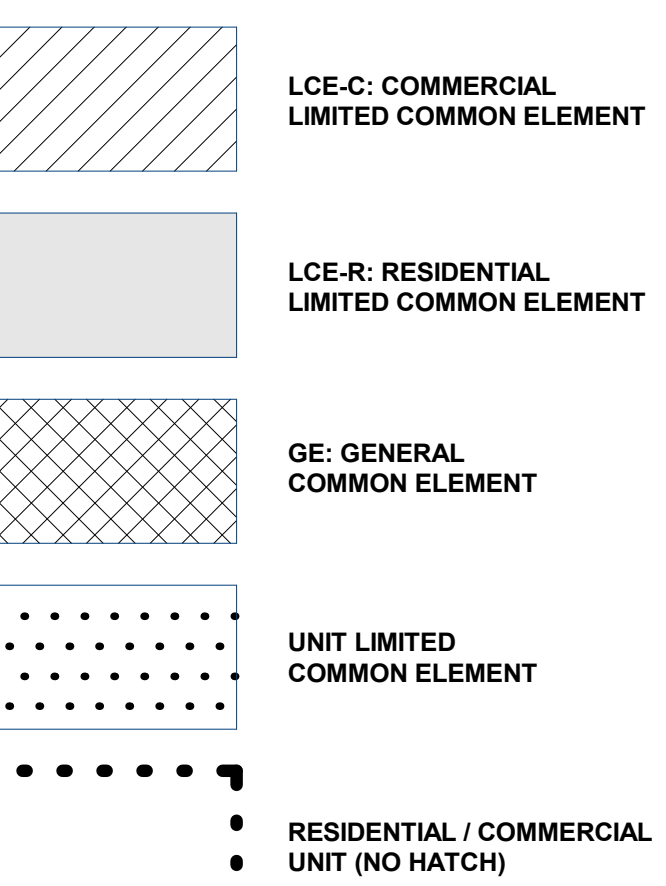 LCE-C: COMMERCIAL
LIMITED COMMON ELEMENT
LCE-R: RESIDENTIAL
LIMITED COMMON ELEMENT
GE: GENERAL
COMMON ELEMENT
UNIT LIMITED
COMMON ELEMENT
RESIDENTIAL / COMMERCIAL
UNIT (NO HATCH)